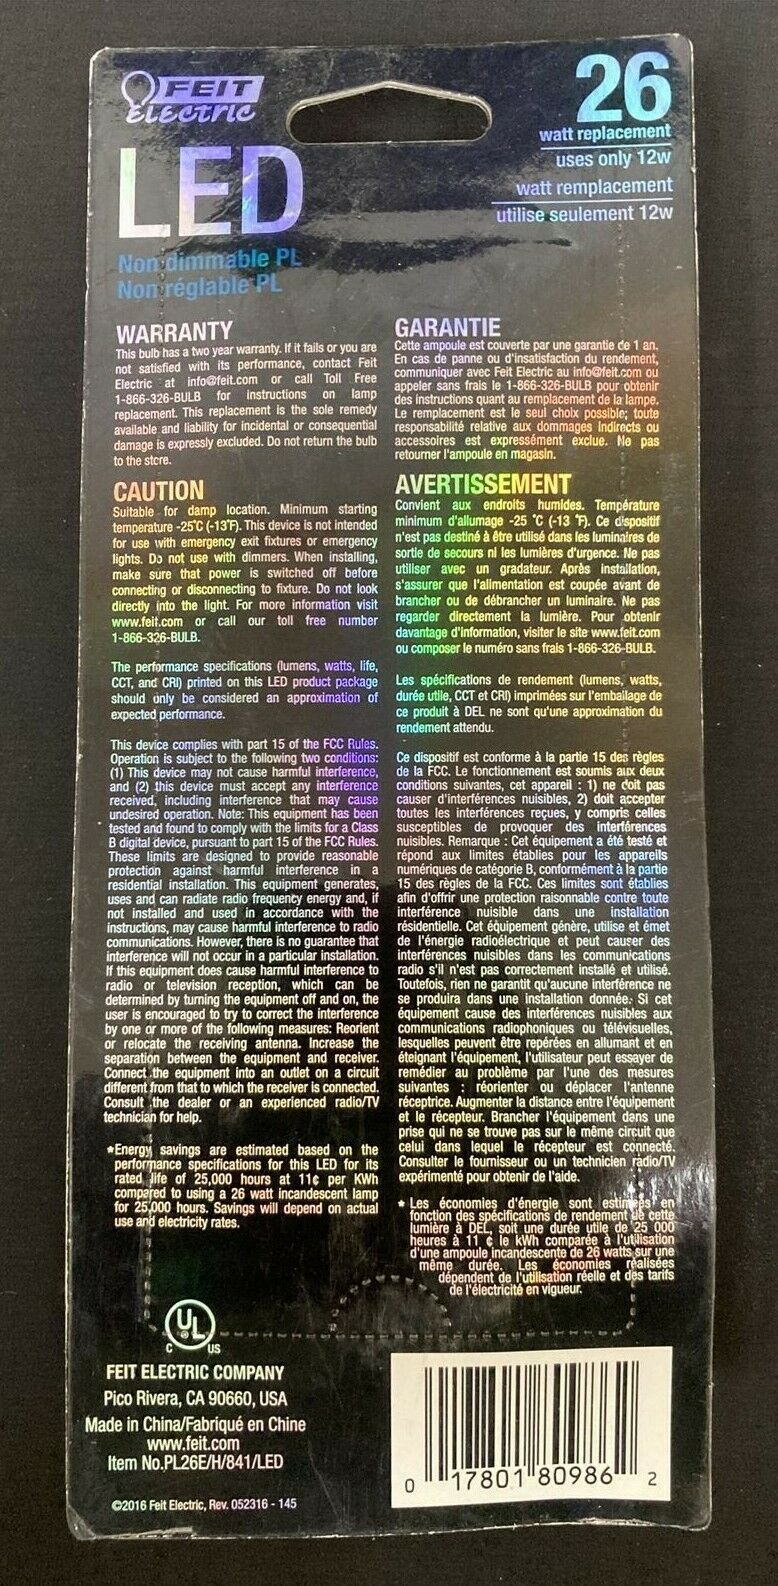 FEIT
Electric
26
watt replacement
uses only 12w
watt remplacement
utilise seulement 12w
LED
Non dimmable PL
Non réglable PL
WARRANTY
This bulb has a two year warranty. If it fails or you are
not satisfied with its performance, contact Feit
Electric at info@feit.com or call Toll Free
1-866-326-BULB for instructions on lamp
replacement. This replacement is the sole remedy
available and liability for incidental or consequential
damage is expressly excluded. Do not return the bulb
to the store.
CAUTION
Suitable for damp location. Minimum starting
temperature -25°C (-13°F). This device is not intended
for use with emergency exit fixtures or emergency
lights. Do not use with dimmers. When installing,
make sure that power is switched off before
connecting or disconnecting to fixture. Do not look
directly into the light. For more information visit
www.feit.com or call our toll free number
1-866-326-BULB.
The performance specifications (lumens, watts, life,
CCT, and CRI) printed on this LED product package
should only be considered an approximation of
expected performance.
This device complies with part 15 of the FCC Rules.
Operation is subject to the following two conditions:
(1) This device may not cause harmful interference,
and (2) this device must accept any interference
received, including interference that may cause
undesired operation. Note: This equipment has been
tested and found to comply with the limits for a Class
B digital device, pursuant to part 15 of the FCC Rules.
These limits are designed to provide reasonable
protection against harmful interference in a
residential installation. This equipment generates,
uses and can radiate radio frequency energy and, if
not installed and used in accordance with the
instructions, may cause harmful interference to radio
communications. However, there is no guarantee that
interference will not occur in a particular installation.
If this equipment does cause harmful interference to
radio or television reception, which can be
determined by turning the equipment off and on, the
user is encouraged to try to correct the interference
by one or more of the following measures: Reorient
or relocate the receiving antenna. Increase the
separation between the equipment and receiver.
Connect the equipment into an outlet on a circuit
different from that to which the receiver is connected.
Consult the dealer or an experienced radio/TV
technician for help.
*Energy savings are estimated based on the
performance specifications for this LED for its
rated life of 25,000 hours at 11¢ per KWh
compared to using a 26 watt incandescent lamp
for 25,000 hours. Savings will depend on actual
use and electricity rates.
GARANTIE
Cette ampoule est couverte par une garantie de 1 an.
En cas de panne ou d'insatisfaction du rendement,
communiquer avec Feit Electric au info@feit.com ou
appeler sans frais le 1-866-326-BULB pour obtenir
des instructions quant au remplacement de la lampe.
Le remplacement est le seul choix possible; toute
responsabilité relative aux dommages indirects ou
accessoires est expressément exclue. Ne pas
retourner l'ampoule en magasin.
AVERTISSEMENT
Convient aux endroits humides. Température
minimum d'allumage -25 °C (-13 °F). Ce dispositif
n'est pas destiné à être utilisé dans les luminaires de
sortie de secours ni les lumières d'urgence. Ne pas
utiliser avec un gradateur. Après installation,
s'assurer que l'alimentation est coupée avant de
brancher ou de débrancher un luminaire. Ne pas
regarder directement la lumière. Pour obtenir
davantage d'information, visiter le site www.feit.com
ou composer le numéro sans frais 1-866-326-BULB.
Les spécifications de rendement (lumens, watts,
durée utile, CCT et CRI) imprimées sur l'emballage de
ce produit à DEL ne sont qu'une approximation du
rendement attendu.
Ce dispositif est conforme à la partie 15 des règles
de la FCC. Le fonctionnement est soumis aux deux
conditions suivantes, cet appareil : 1) ne doit pas
causer d'interférences nuisibles, 2) doit accepter
toutes les interférences reçues, y compris celles
susceptibles de provoquer des interférences
nuisibles. Remarque : Cet équipement a été testé et
répond aux limites établies pour les appareils
numériques de catégorie B, conformément à la partie
15 des règles de la FCC. Ces limites sont établies
afin d'offrir une protection raisonnable contre toute
interférence nuisible dans une installation
résidentielle. Cet équipement génère, utilise et émet
de l'énergie radioélectrique et peut causer des
interférences nuisibles dans les communications
radio s'il n'est pas correctement installé et utilisé.
Toutefois, rien ne garantit qu'aucune interférence ne
se produira dans une installation donnée. Si cet
équipement cause des interférences nuisibles aux
communications radiophoniques ou télévisuelles,
lesquelles peuvent être repérées en allumant et en
éteignant l'équipement, l'utilisateur peut essayer de
remédier au problème par l'une des mesures
suivantes : réorienter ou déplacer l'antenne
réceptrice. Augmenter la distance entre l'équipement
et le récepteur. Brancher l'équipement dans une
prise qui ne se trouve pas sur le même circuit que
celui dans lequel le récepteur est connecté.
Consulter le fournisseur ou un technicien radio/TV
expérimenté pour obtenir de l'aide.
* Les économies d'énergie sont estimées en
fonction des spécifications de rendement de cette
lumière à DEL, soit une durée utile de 25 000
heures à 11 ¢ le kWh comparée à l'utilisation
d'une ampoule incandescente de 26 watts sur une
même durée. Les économies réalisées
dépendent de l'utilisation réelle et des tarifs
de l'électricité en vigueur.
UL
C US
FEIT ELECTRIC COMPANY
Pico Rivera, CA 90660, USA
Made in China/Fabriqué en Chine
www.feit.com
Item No.PL26E/H/841/LED
©2016 Feit Electric, Rev. 052316 - 145
0 17801 80986 2